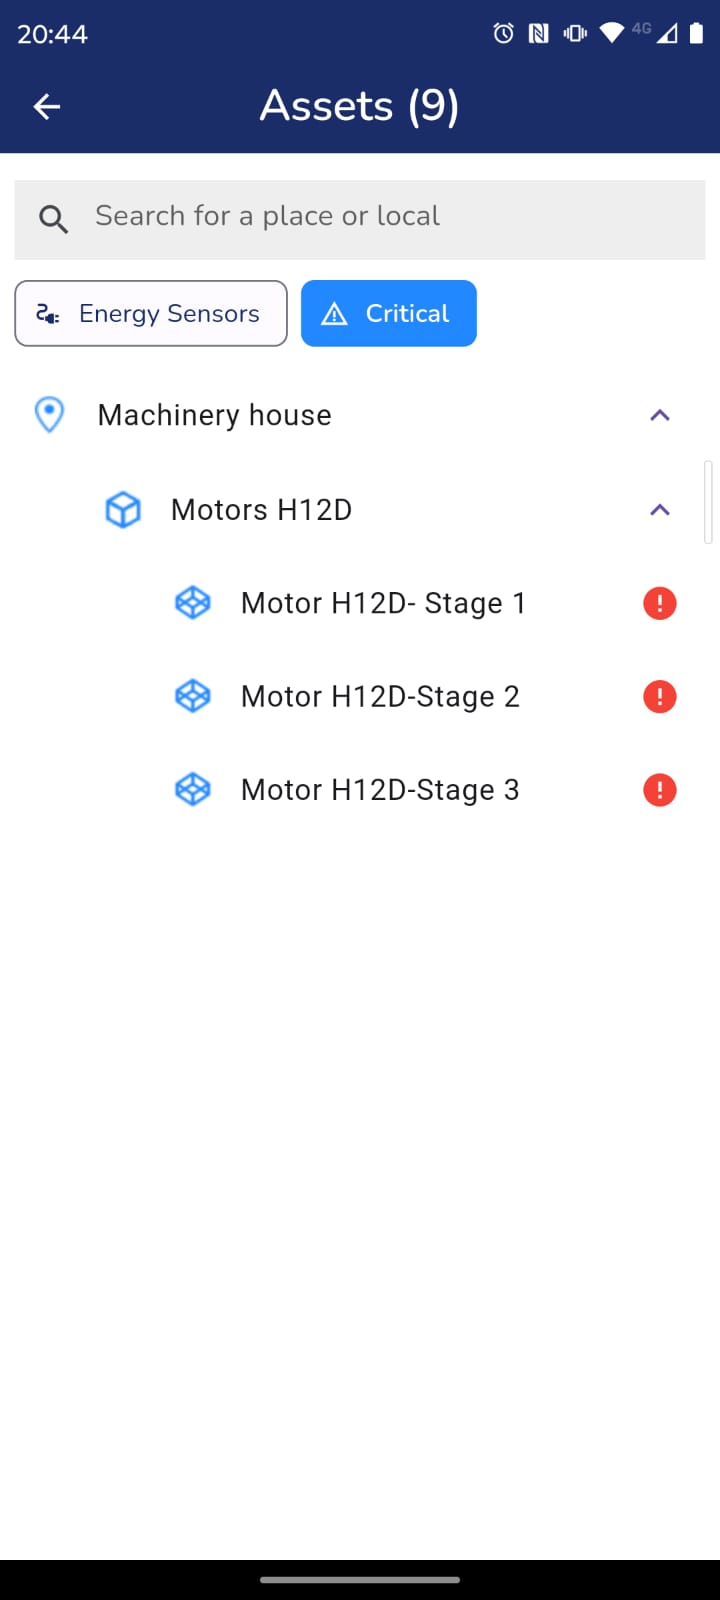 20:44
4G
Assets (9)
Search for a place or local
Energy Sensors
Critical
Machinery house
Motors H12D
Motor H12D- Stage 1
Motor H12D-Stage 2
Motor H12D-Stage 3